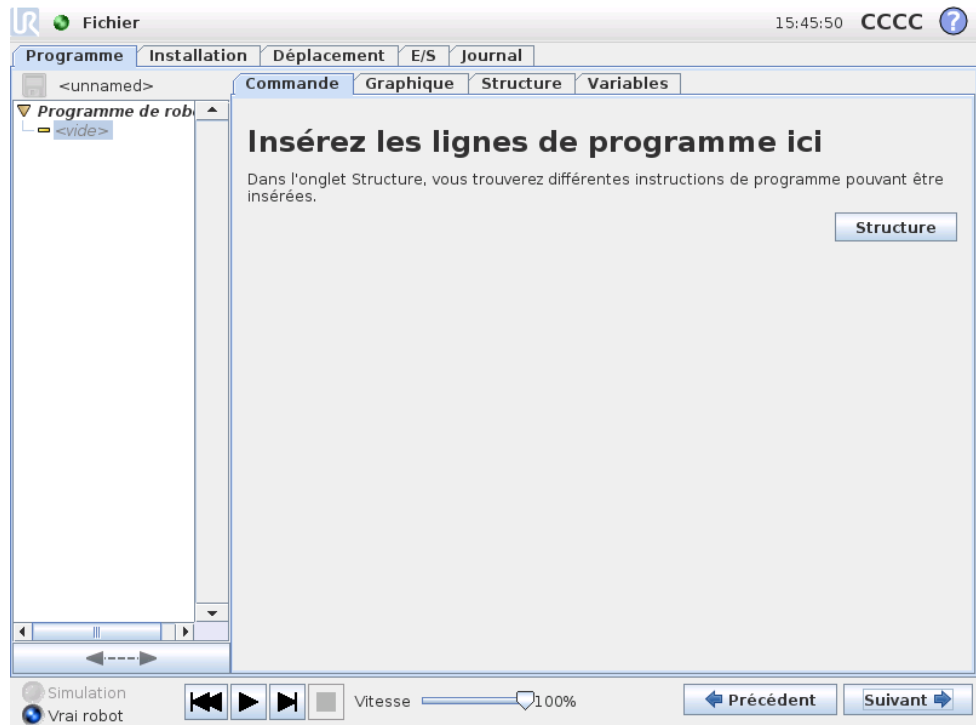 UR Fichier 15:45:50 CCCC ?
Programme Installation Déplacement E/S Journal
<unnamed> Commande Graphique Structure Variables
Programme de rob
<vide>
Insérez les lignes de programme ici
Dans l'onglet Structure, vous trouverez différentes instructions de programme pouvant être
insérées.
Structure
Simulation
Vrai robot
Vitesse 100%
Précédent Suivant